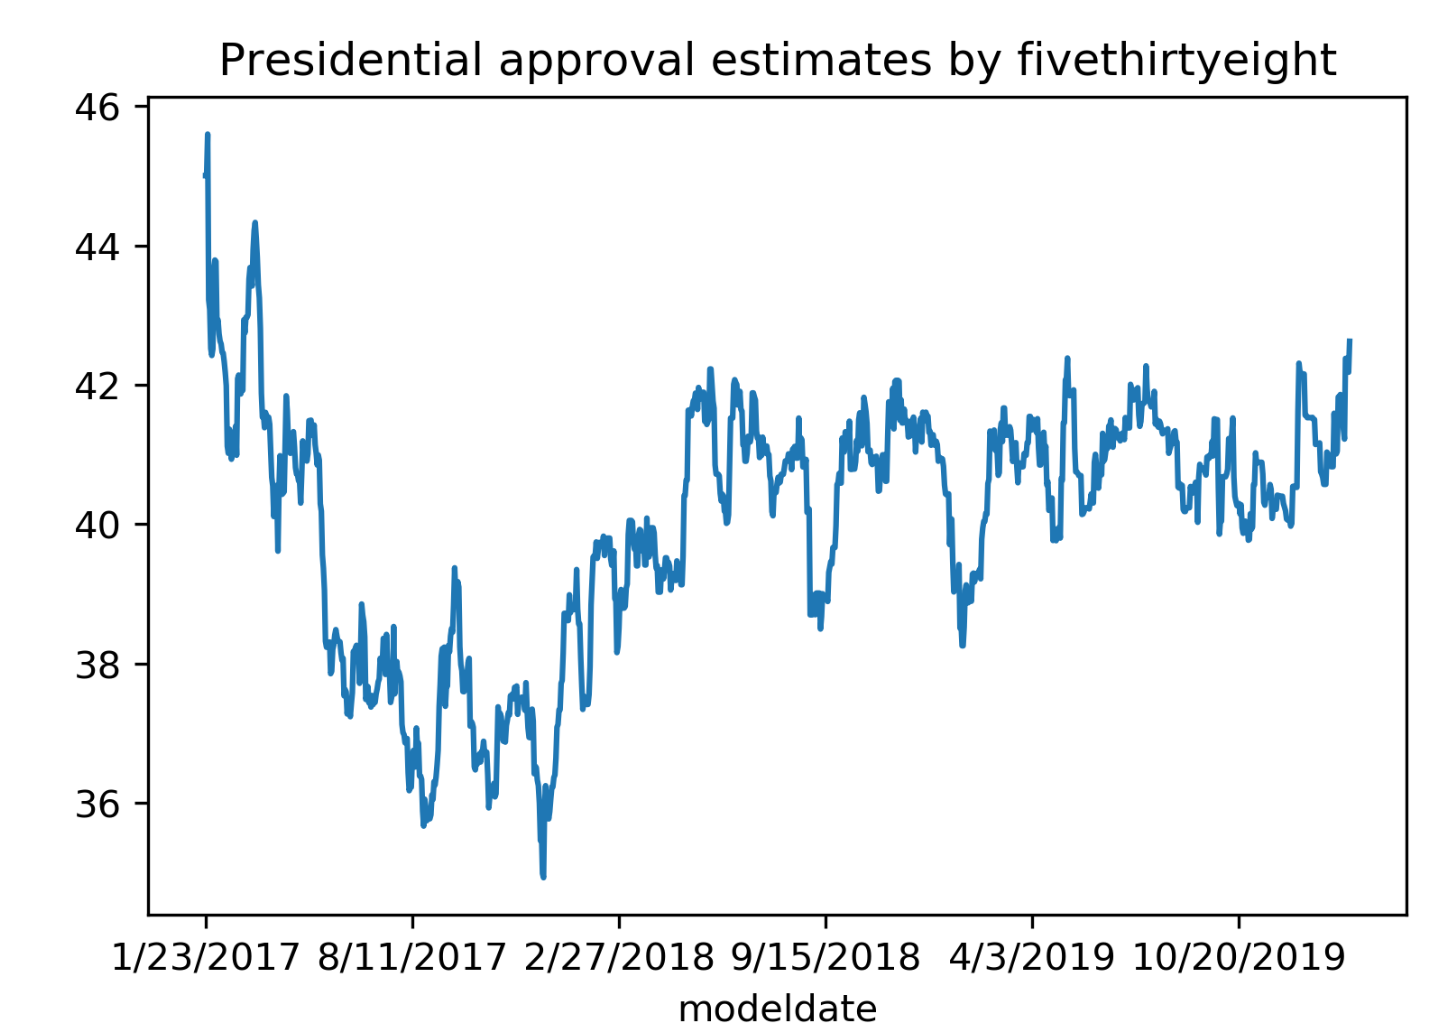 Presidential approval estimates by fivethirtyeight
46
44
42
40
38
36
1/23/2017 8/11/2017 2/27/2018 9/15/2018 4/3/2019 10/20/2019
modeldate